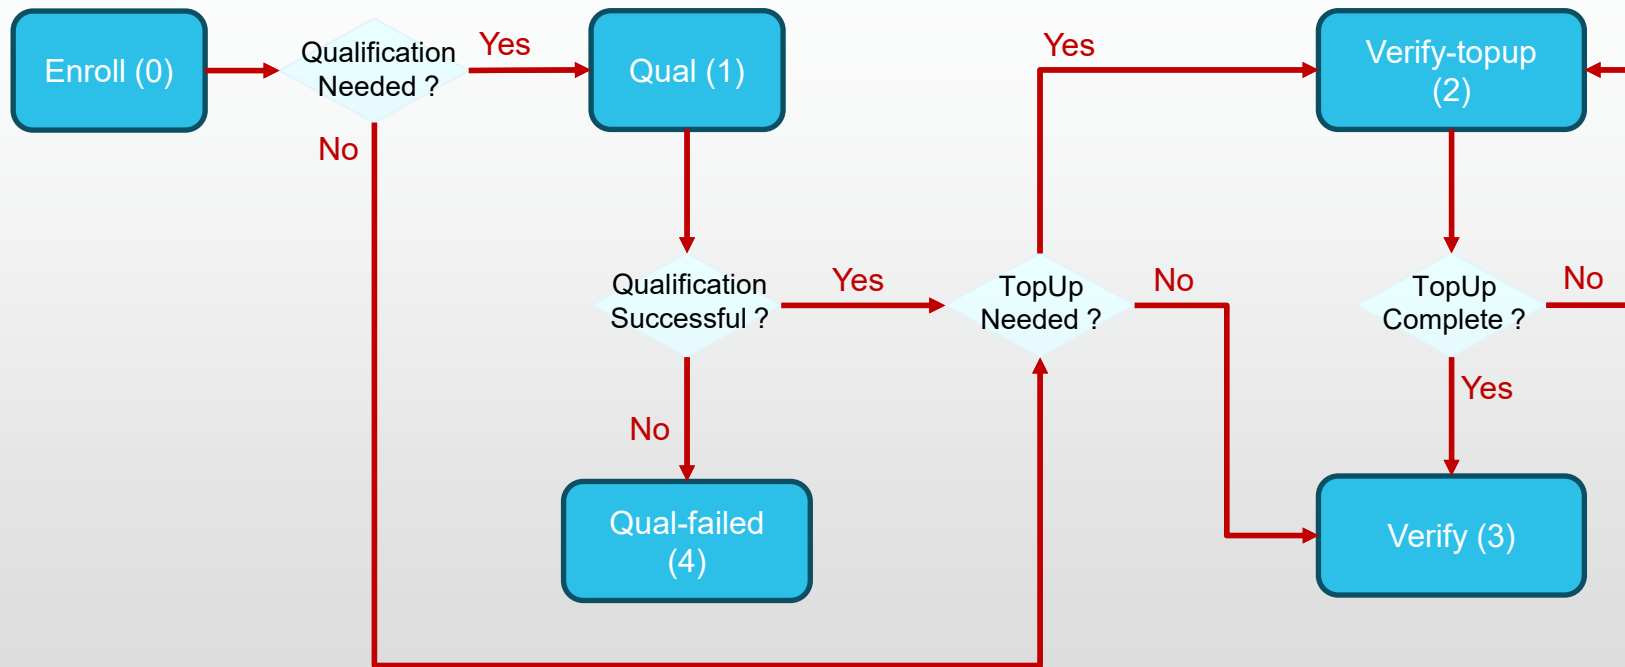 Enroll (0)
Qualification
Needed ?
Yes
Qual (1)
Yes
Verify-topup
(2)
No
Qualification
Successful ?
Yes
TopUp
Needed ?
No
TopUp
Complete ?
No
Yes
No
Qual-failed
(4)
Verify (3)